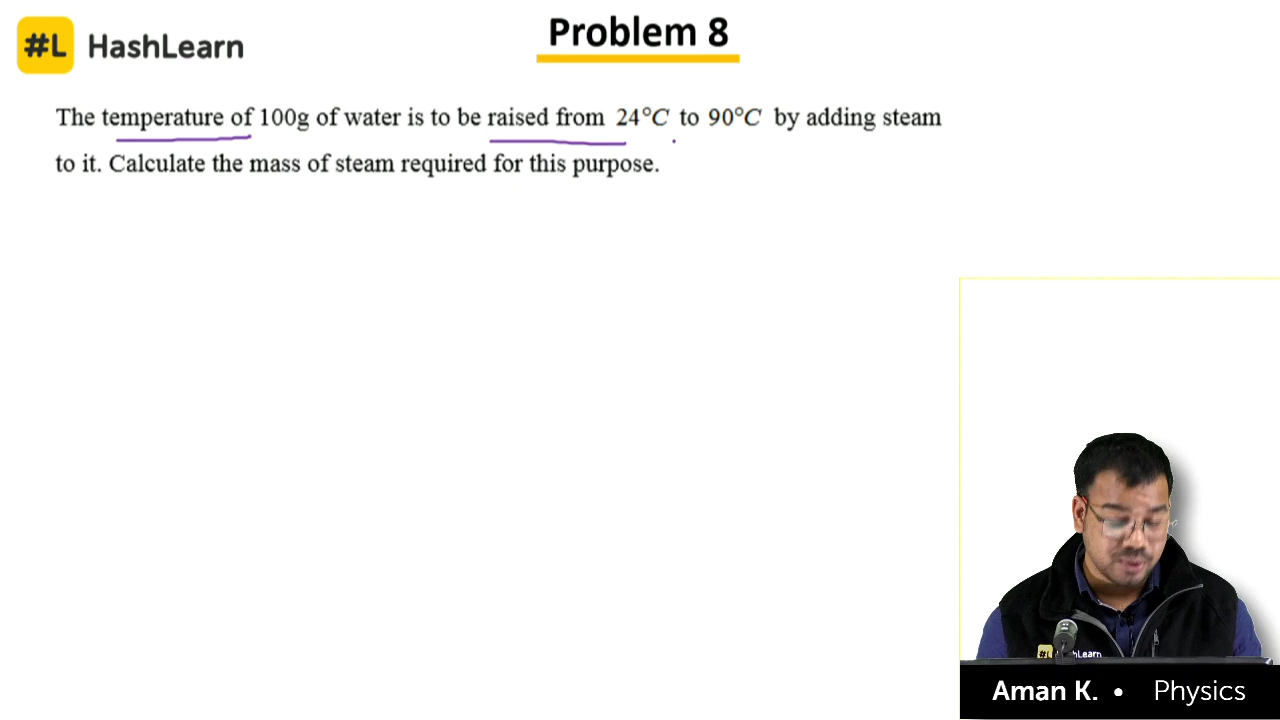 #L HashLearn
Problem 8
The temperature of 100g of water is to be raised from 24°C to 90°C by adding steam
to it. Calculate the mass of steam required for this purpose.
#L HashLearn
Aman K. • Physics